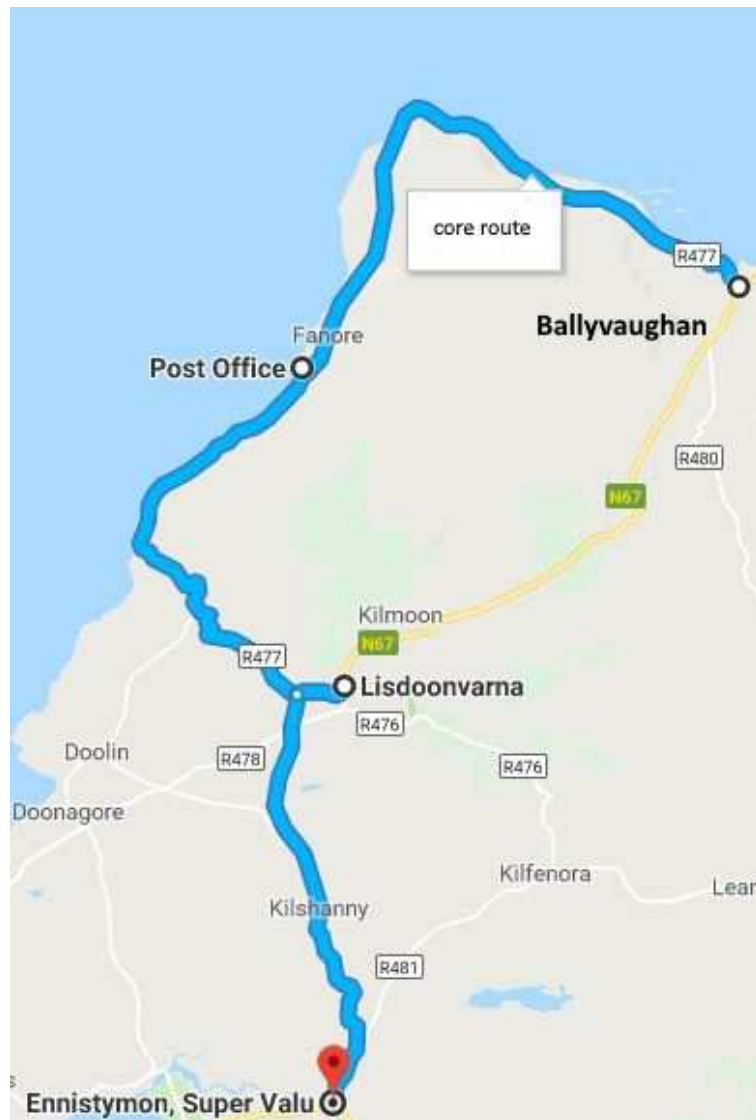 core route
R477
Ballyvaughan
Fanore
Post Office
R480
N67
Kilmoon
N67
R477
Lisdoonvarna
R476
Doolin
R478
R476
Doonagore
Kilfenora
Lear
Kilshanny
R481
s
Ennistymon, Super Valu